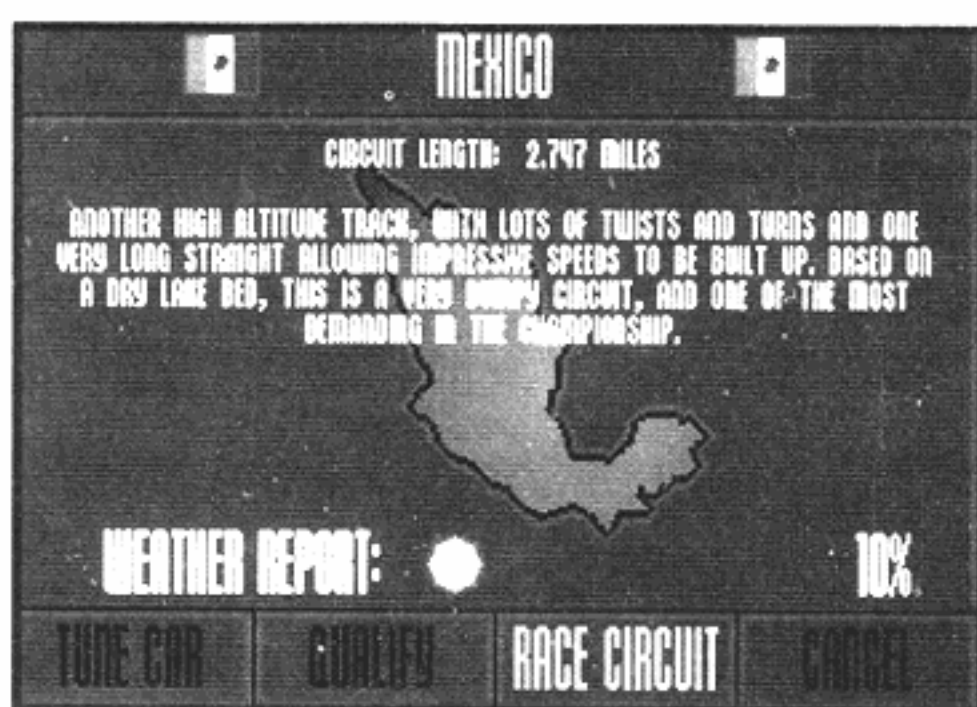 MEXICO
CIRCUIT LENGTH: 2.747 MILES
ANOTHER HIGH ALTITUDE TRACK, WITH LOTS OF TWISTS AND TURNS AND ONE
VERY LONG STRAIGHT ALLOWING IMPRESSIVE SPEEDS TO BE BUILT UP. BASED ON
A DRY LAKE BED, THIS IS A VERY BUMPY CIRCUIT, AND ONE OF THE MOST
DEMANDING IN THE CHAMPIONSHIP.
WEATHER REPORT: 10%
TUNE CAR QUALIFY RACE CIRCUIT CANCEL